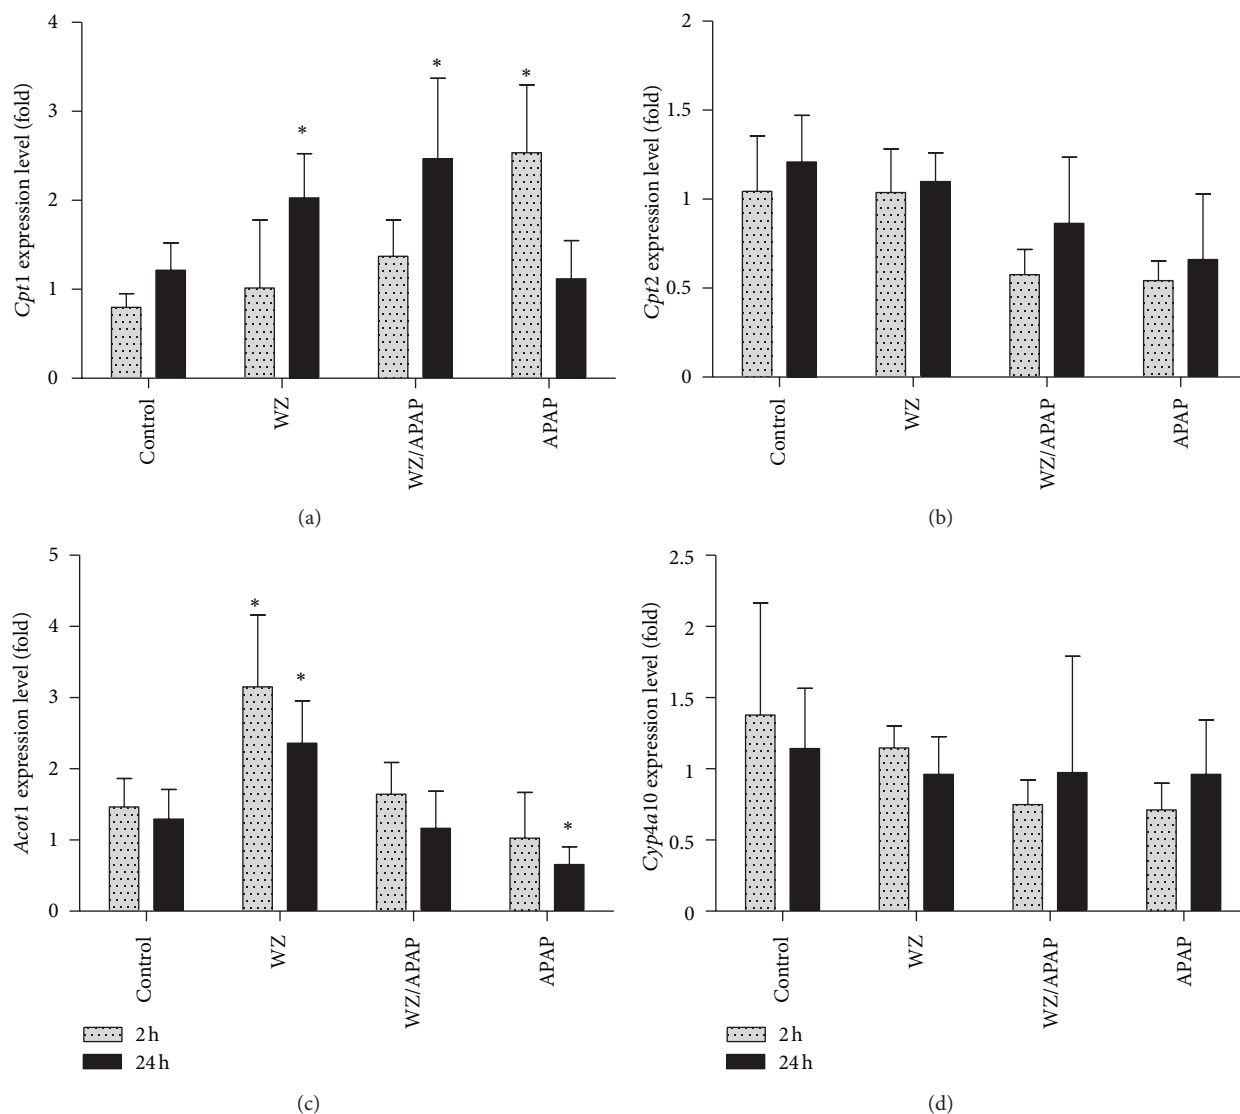 4
3
2
1
0
Cpt1 expression level (fold)
*
*
*
Control
WZ
WZ/APAP
APAP
(a)
2
1.5
1
0.5
0
Cpt2 expression level (fold)
Control
WZ
WZ/APAP
APAP
(b)
5
4
3
2
1
0
Acot1 expression level (fold)
*
*
*
Control
WZ
WZ/APAP
APAP
2 h
24 h
(c)
2.5
2
1.5
1
0.5
0
Cyp4a10 expression level (fold)
Control
WZ
WZ/APAP
APAP
2 h
24 h
(d)